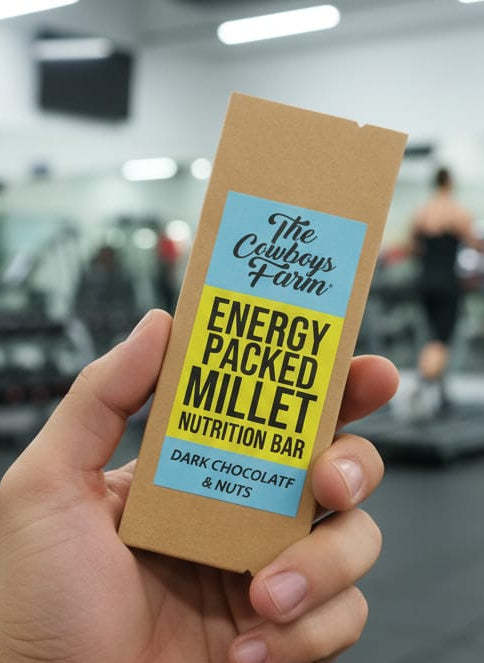 The
Cowboys
Farm
ENERGY
PACKED
MILLET
NUTRITION BAR
DARK CHOCOLATF
& NUTS